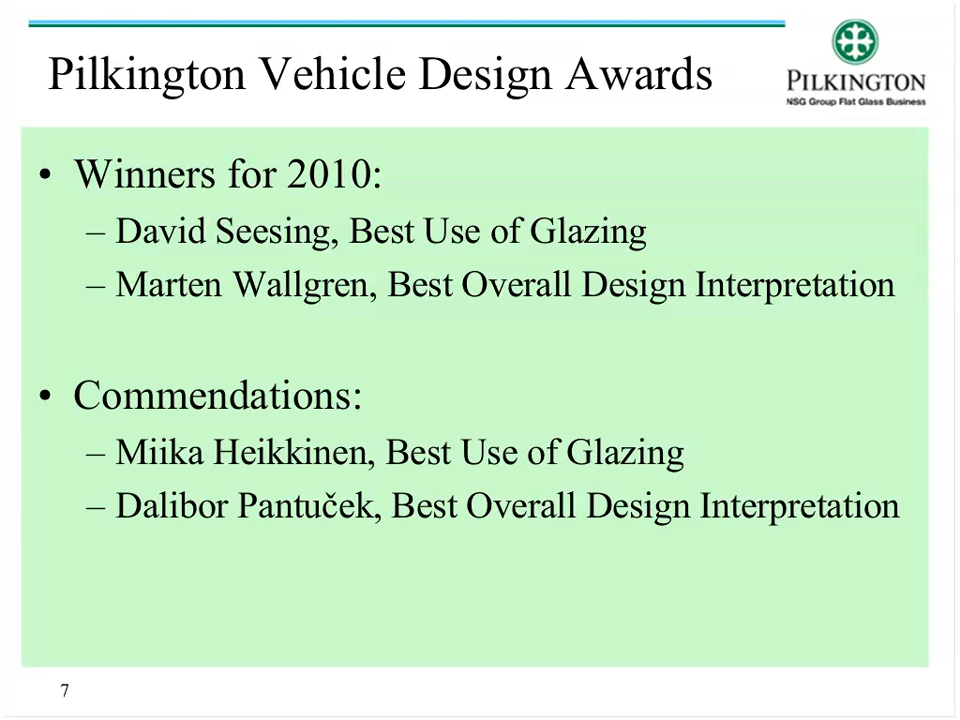 Pilkington Vehicle Design Awards
PILKINGTON
NSG Group Flat Glass Business
• Winners for 2010:
– David Seesing, Best Use of Glazing
– Marten Wallgren, Best Overall Design Interpretation
• Commendations:
– Miika Heikkinen, Best Use of Glazing
– Dalibor Pantuček, Best Overall Design Interpretation
7